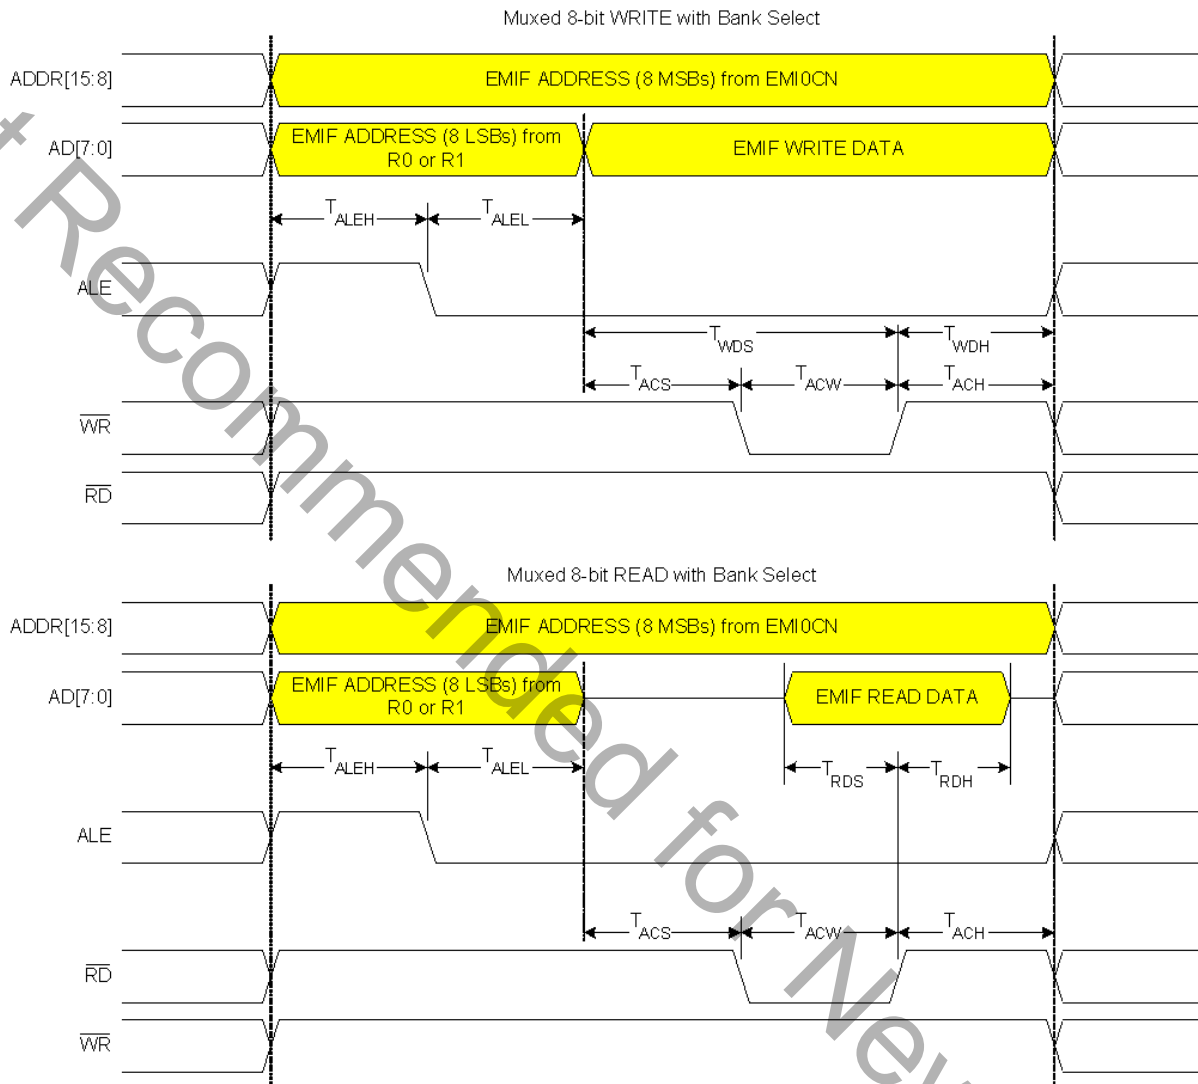 Muxed 8-bit WRITE with Bank Select
ADDR[15:8]
EMIF ADDRESS (8 MSBs) from EMI0CN
AD[7:0]
EMIF ADDRESS (8 LSBs) from
R0 or R1
EMIF WRITE DATA
TALEH
TALEL
ALE
TWDS
TWDH
TACS
TACW
TACH
WR
RD
Muxed 8-bit READ with Bank Select
ADDR[15:8]
EMIF ADDRESS (8 MSBs) from EMI0CN
AD[7:0]
EMIF ADDRESS (8 LSBs) from
R0 or R1
EMIF READ DATA
TALEH
TALEL
TRDS
TRDH
ALE
TACS
TACW
TACH
RD
WR
t Recommended for New